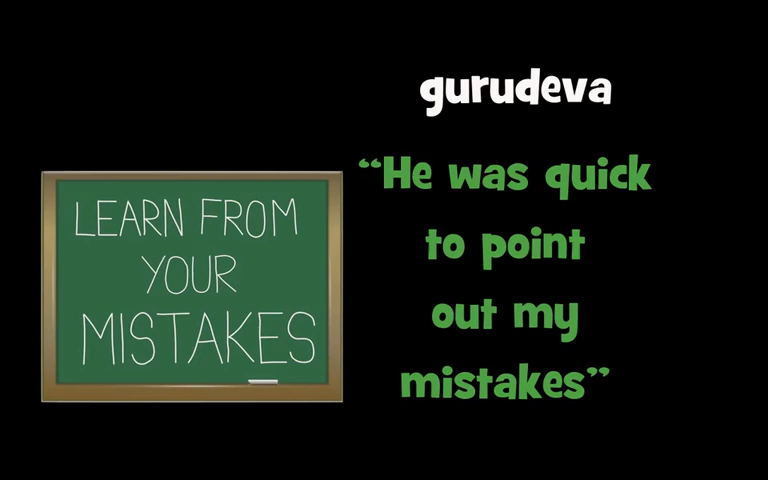 gurudeva
“He was quick
to point
out my
mistakes”
LEARN FROM
YOUR
MISTAKES